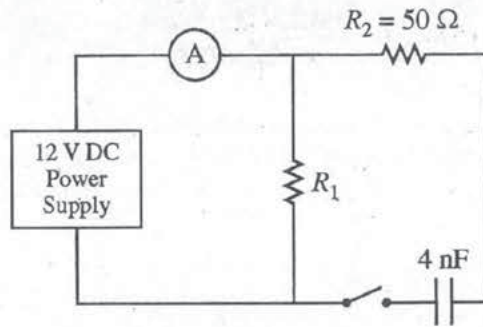 R₂ = 50 Ω
A
12 V DC
Power
Supply
R₁
4 nF